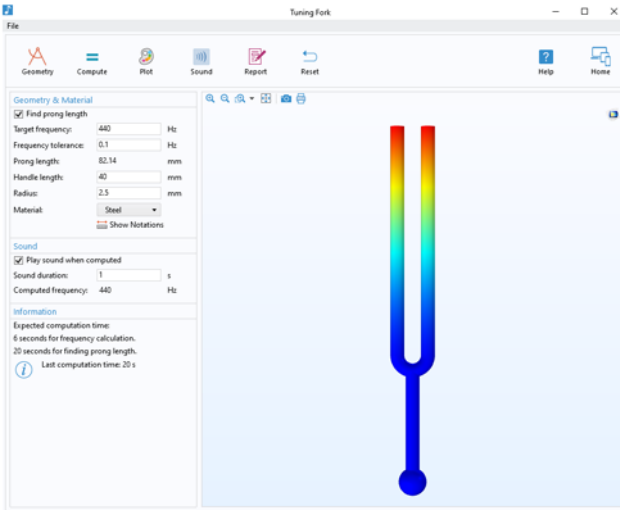 Tuning Fork
File
Geometry Compute Plot Sound Report Reset Help Home
Geometry & Material
Find prong length
Target frequency: 440 Hz
Frequency tolerance: 0.1 Hz
Prong length: 82.14 mm
Handle length: 40 mm
Radius: 2.5 mm
Material: Steel
Show Notations
Sound
Play sound when computed
Sound duration: 1 s
Computed frequency: 440 Hz
Information
Expected computation time:
6 seconds for frequency calculation.
20 seconds for finding prong length.
Last computation time: 20 s